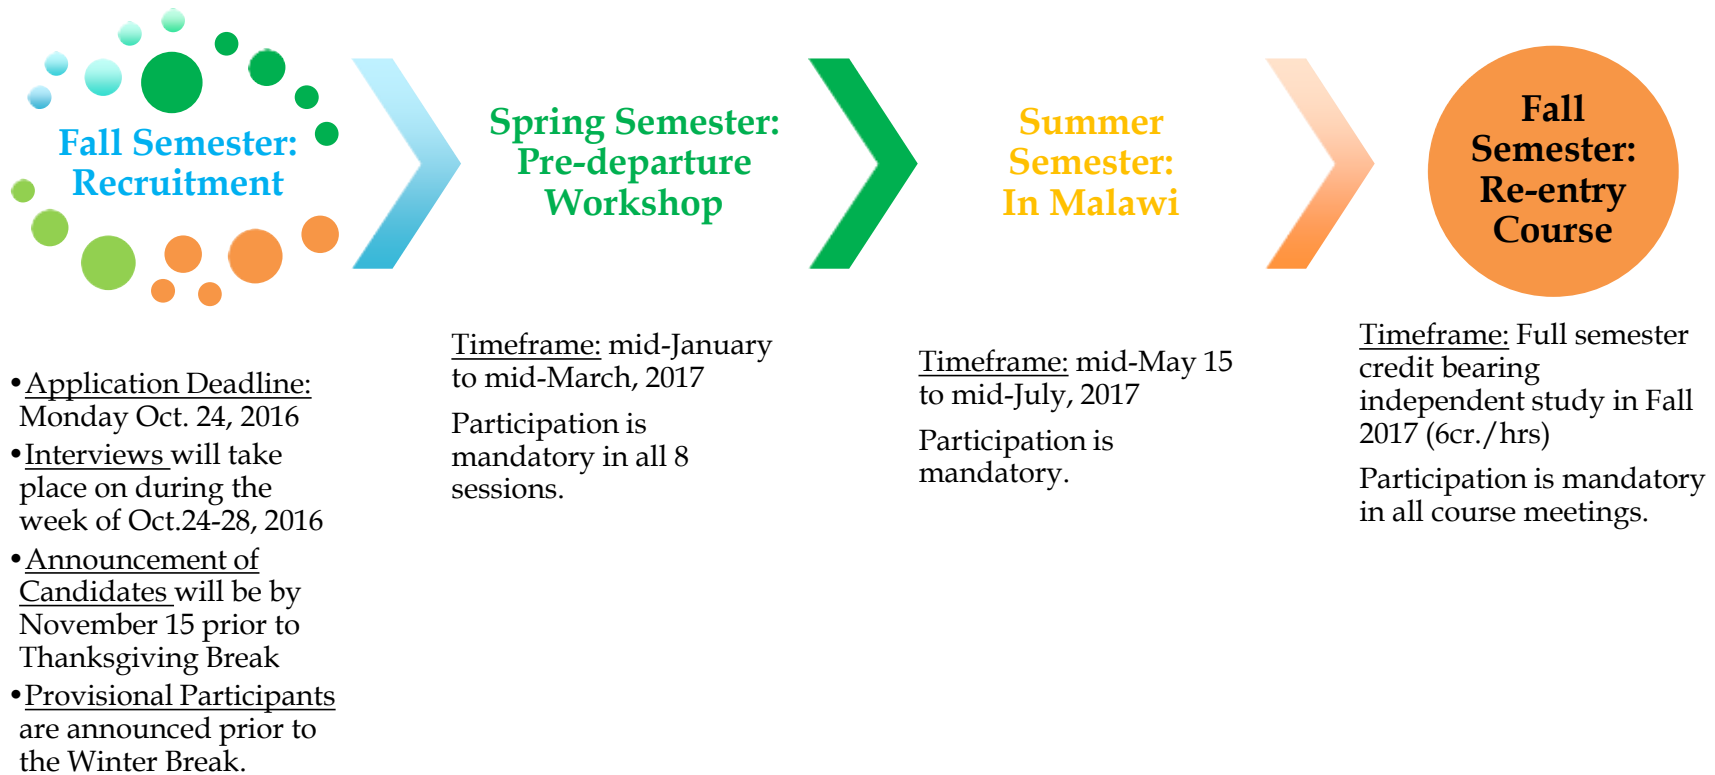 Fall Semester:
Recruitment
•Application Deadline:
Monday Oct. 24, 2016
•Interviews will take
place on during the
week of Oct.24-28, 2016
•Announcement of
Candidates will be by
November 15 prior to
Thanksgiving Break
•Provisional Participants
are announced prior to
the Winter Break.
Spring Semester:
Pre-departure
Workshop
Timeframe: mid-January
to mid-March, 2017
Participation is
mandatory in all 8
sessions.
Summer
Semester:
In Malawi
Timeframe: mid-May 15
to mid-July, 2017
Participation is
mandatory.
Fall
Semester:
Re-entry
Course
Timeframe: Full semester
credit bearing
independent study in Fall
2017 (6cr./hrs)
Participation is mandatory
in all course meetings.